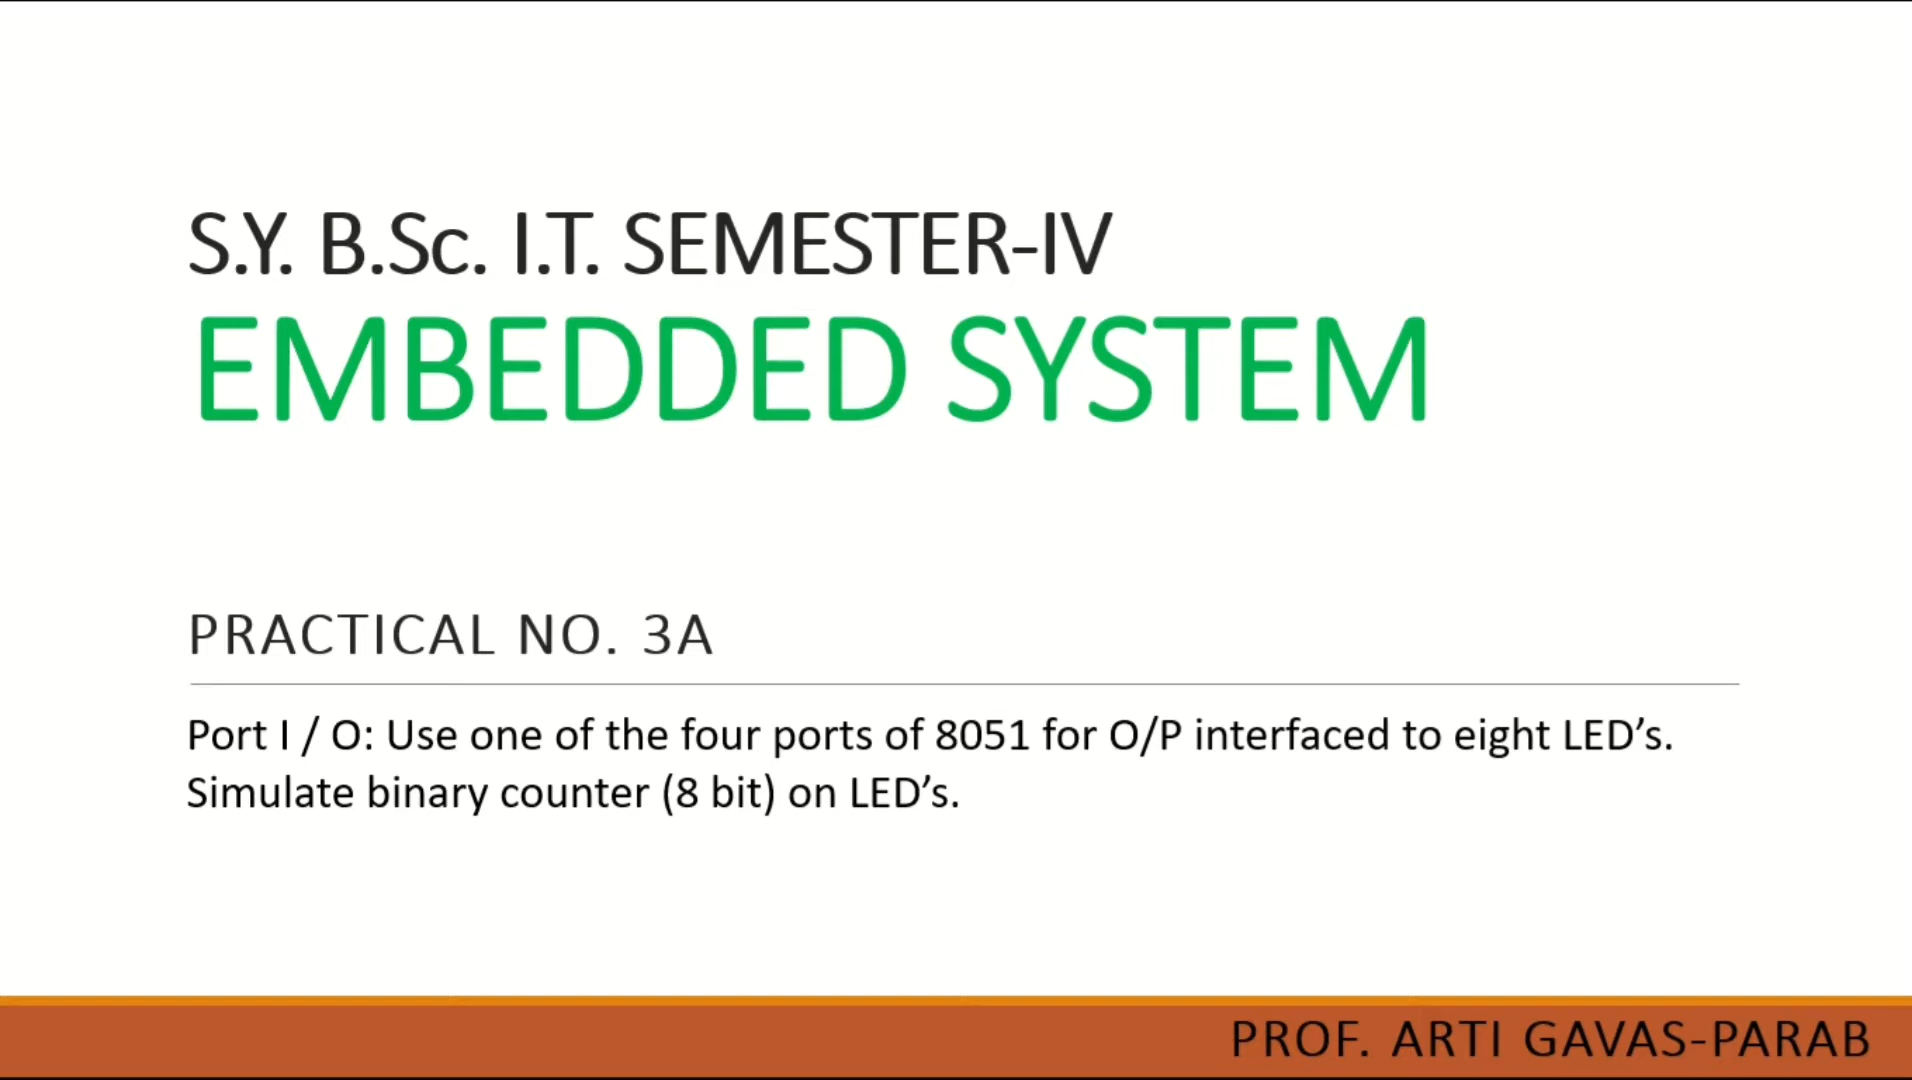 S.Y. B.Sc. I.T. SEMESTER-IV
EMBEDDED SYSTEM
PRACTICAL NO. 3A
Port I / O: Use one of the four ports of 8051 for O/P interfaced to eight LED’s.
Simulate binary counter (8 bit) on LED’s.
PROF. ARTI GAVAS-PARAB